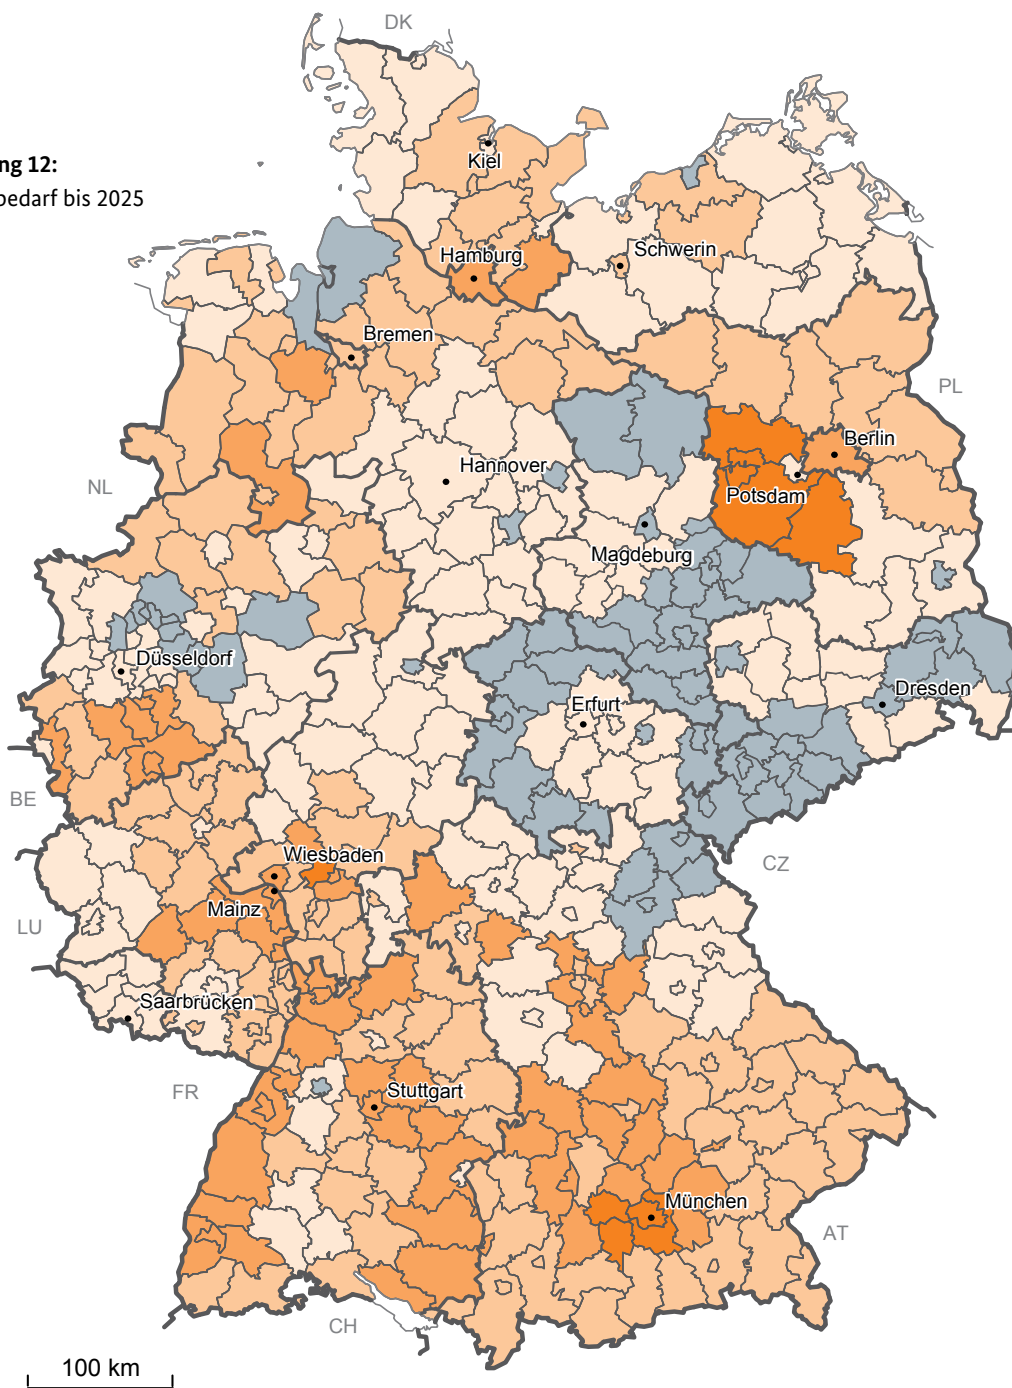 DK
ng 12:
bedarf bis 2025
Kiel
Schwerin
Hamburg
Bremen
PL
Berlin
Hannover
NL
Potsdam
Magdeburg
Düsseldorf
Dresden
Erfurt
BE
Wiesbaden
CZ
Mainz
LU
Saarbrücken
FR
Stuttgart
München
AT
CH
100 km